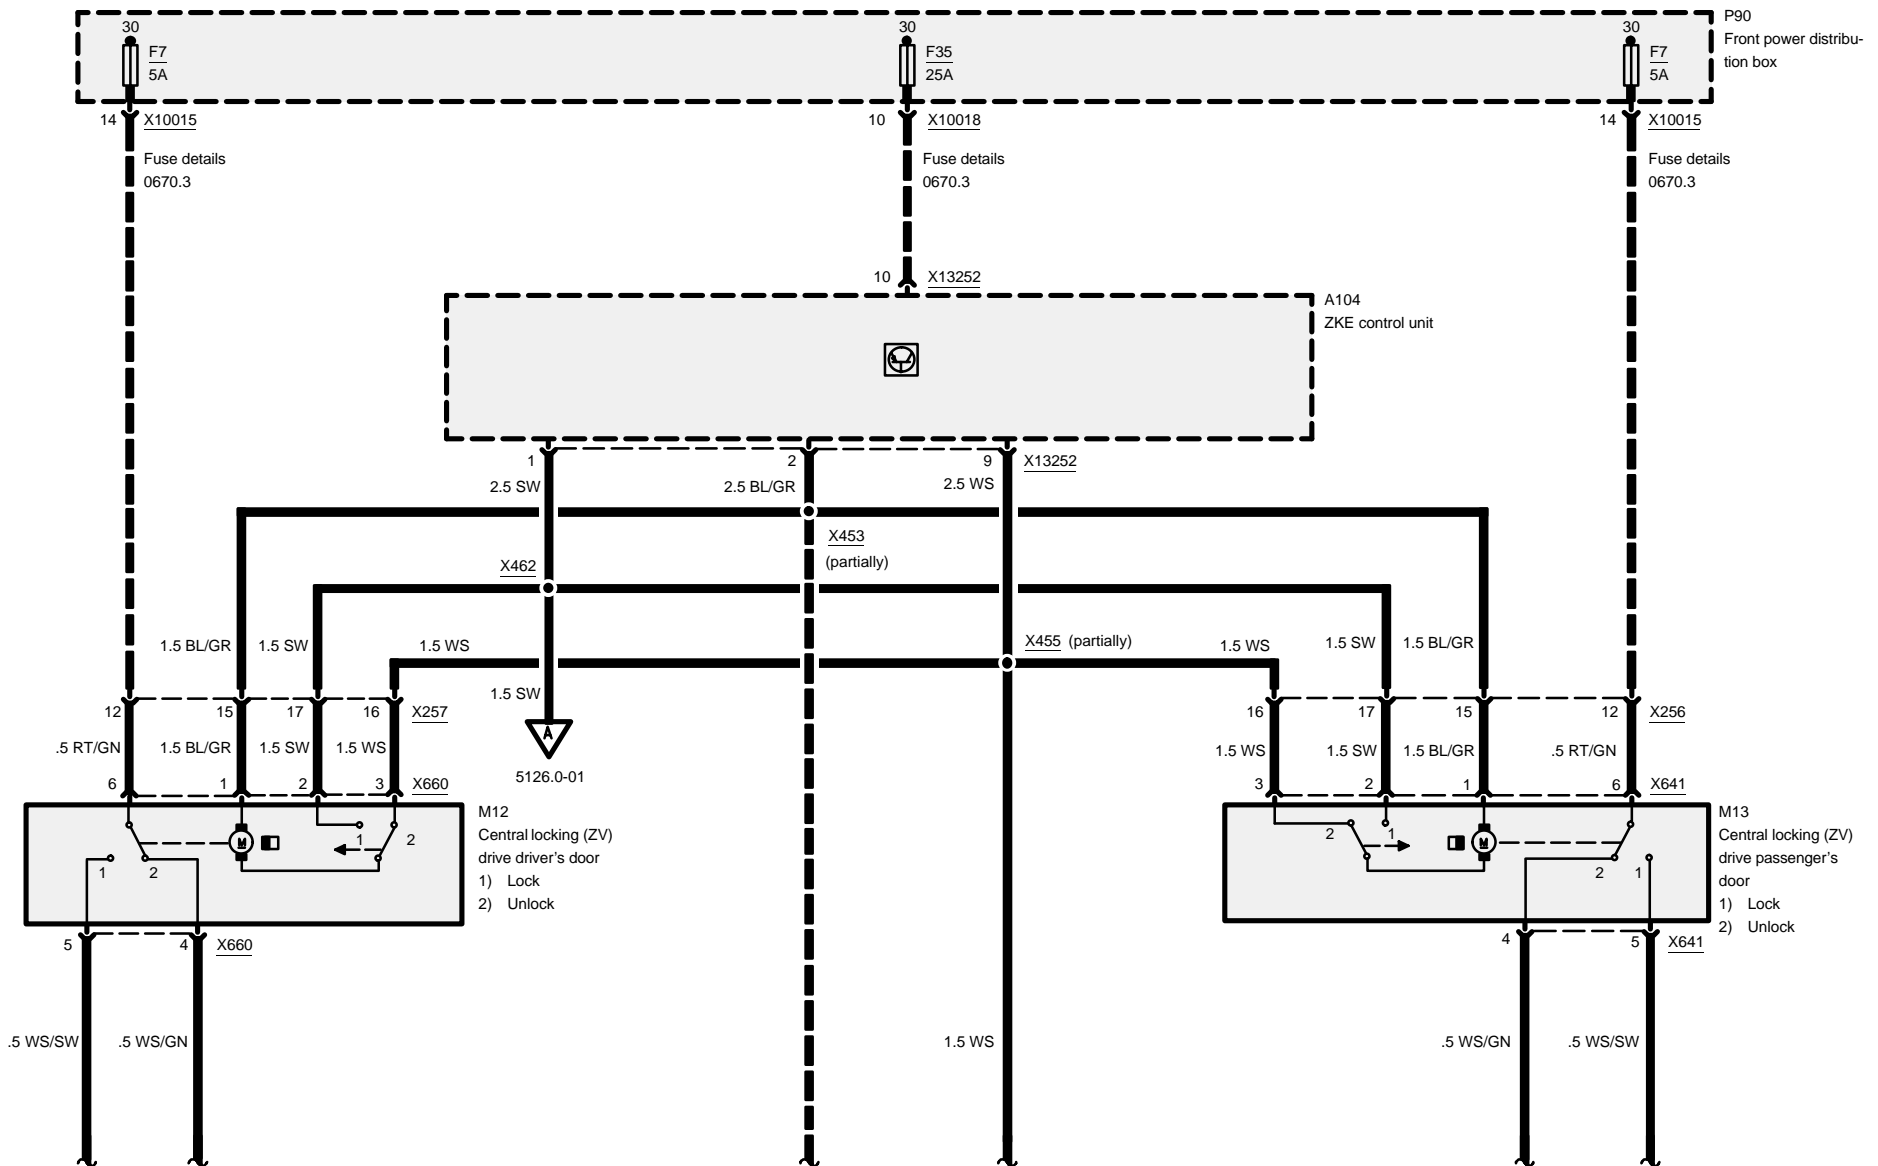 30
F7
5A
30
F35
25A
30
F7
5A
P90
Front power distribu-
tion box
14
X10015
10
X10018
14
X10015
Fuse details
0670.3
Fuse details
0670.3
Fuse details
0670.3
10
X13252
A104
ZKE control unit
1
2
9
X13252
2.5 SW
2.5 BL/GR
2.5 WS
X453
(partially)
X462
1.5 BL/GR
1.5 SW
1.5 WS
X455 (partially)
1.5 WS
1.5 SW
1.5 BL/GR
1.5 SW
12
15
17
16
X257
16
17
15
12
X256
A
5126.0-01
.5 RT/GN
1.5 BL/GR
1.5 SW
1.5 WS
1.5 WS
1.5 SW
1.5 BL/GR
.5 RT/GN
6
1
2
3
X660
3
2
1
6
X641
M12
Central locking (ZV)
drive driver's door
1) Lock
2) Unlock
M
1
2
1
2
M13
Central locking (ZV)
drive passenger's
door
1) Lock
2) Unlock
2
1
M
2
1
5
4
X660
4
5
X641
.5 WS/SW
.5 WS/GN
1.5 WS
.5 WS/GN
.5 WS/SW